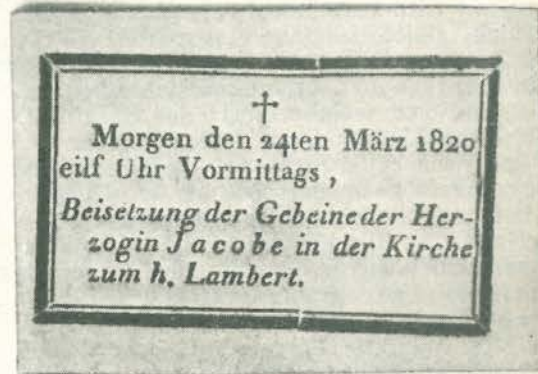 †
Morgen den 24ten März 1820
eilf Uhr Vormittags ,
Beisetzung der Gebeine der Her-
zogin Jacobe in der Kirche
zum h. Lambert.